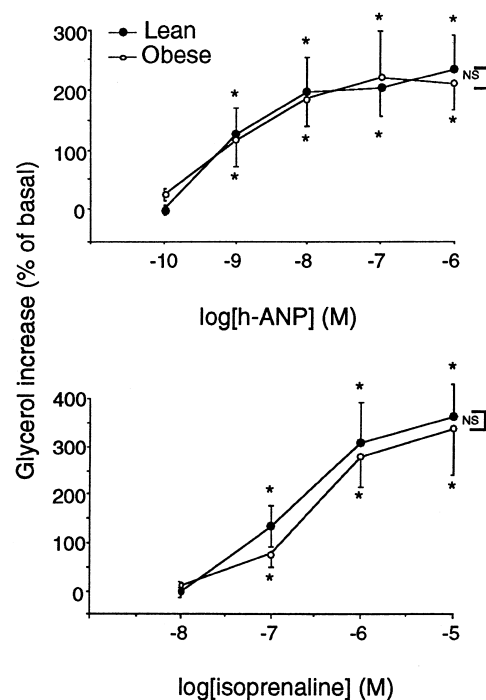 Lean
Obese
300
200
100
0
* * * *
NS
* * * *
-10 -9 -8 -7 -6
log[h-ANP] (M)
Glycerol increase (% of basal)
400
300
200
100
0
* * *
NS
* * *
-8 -7 -6 -5
log[isoprenaline] (M)